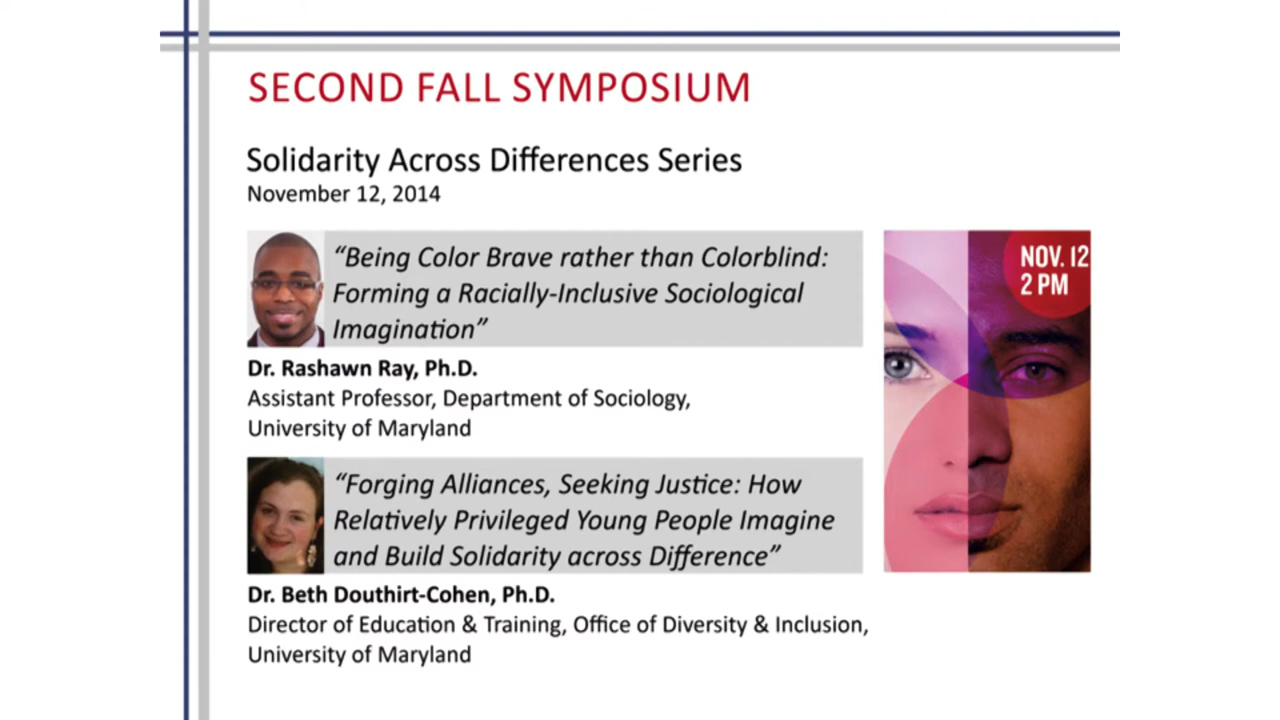 SECOND FALL SYMPOSIUM
Solidarity Across Differences Series
November 12, 2014
“Being Color Brave rather than Colorblind:
Forming a Racially-Inclusive Sociological
Imagination”
Dr. Rashawn Ray, Ph.D.
Assistant Professor, Department of Sociology,
University of Maryland
“Forging Alliances, Seeking Justice: How
Relatively Privileged Young People Imagine
and Build Solidarity across Difference”
Dr. Beth Douthirt-Cohen, Ph.D.
Director of Education & Training, Office of Diversity & Inclusion,
University of Maryland
NOV. 12
2 PM